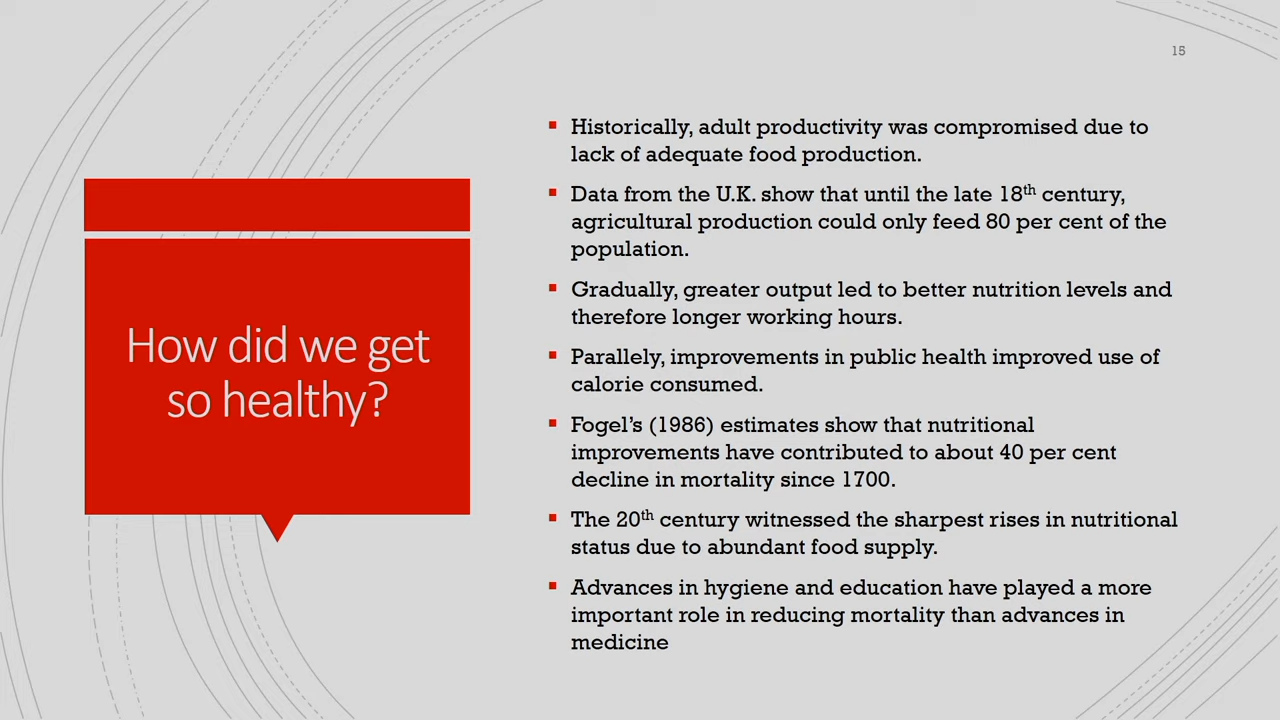 15
How did we get
so healthy?
Historically, adult productivity was compromised due to
lack of adequate food production.
Data from the U.K. show that until the late 18th century,
agricultural production could only feed 80 per cent of the
population.
Gradually, greater output led to better nutrition levels and
therefore longer working hours.
Parallely, improvements in public health improved use of
calorie consumed.
Fogel’s (1986) estimates show that nutritional
improvements have contributed to about 40 per cent
decline in mortality since 1700.
The 20th century witnessed the sharpest rises in nutritional
status due to abundant food supply.
Advances in hygiene and education have played a more
important role in reducing mortality than advances in
medicine